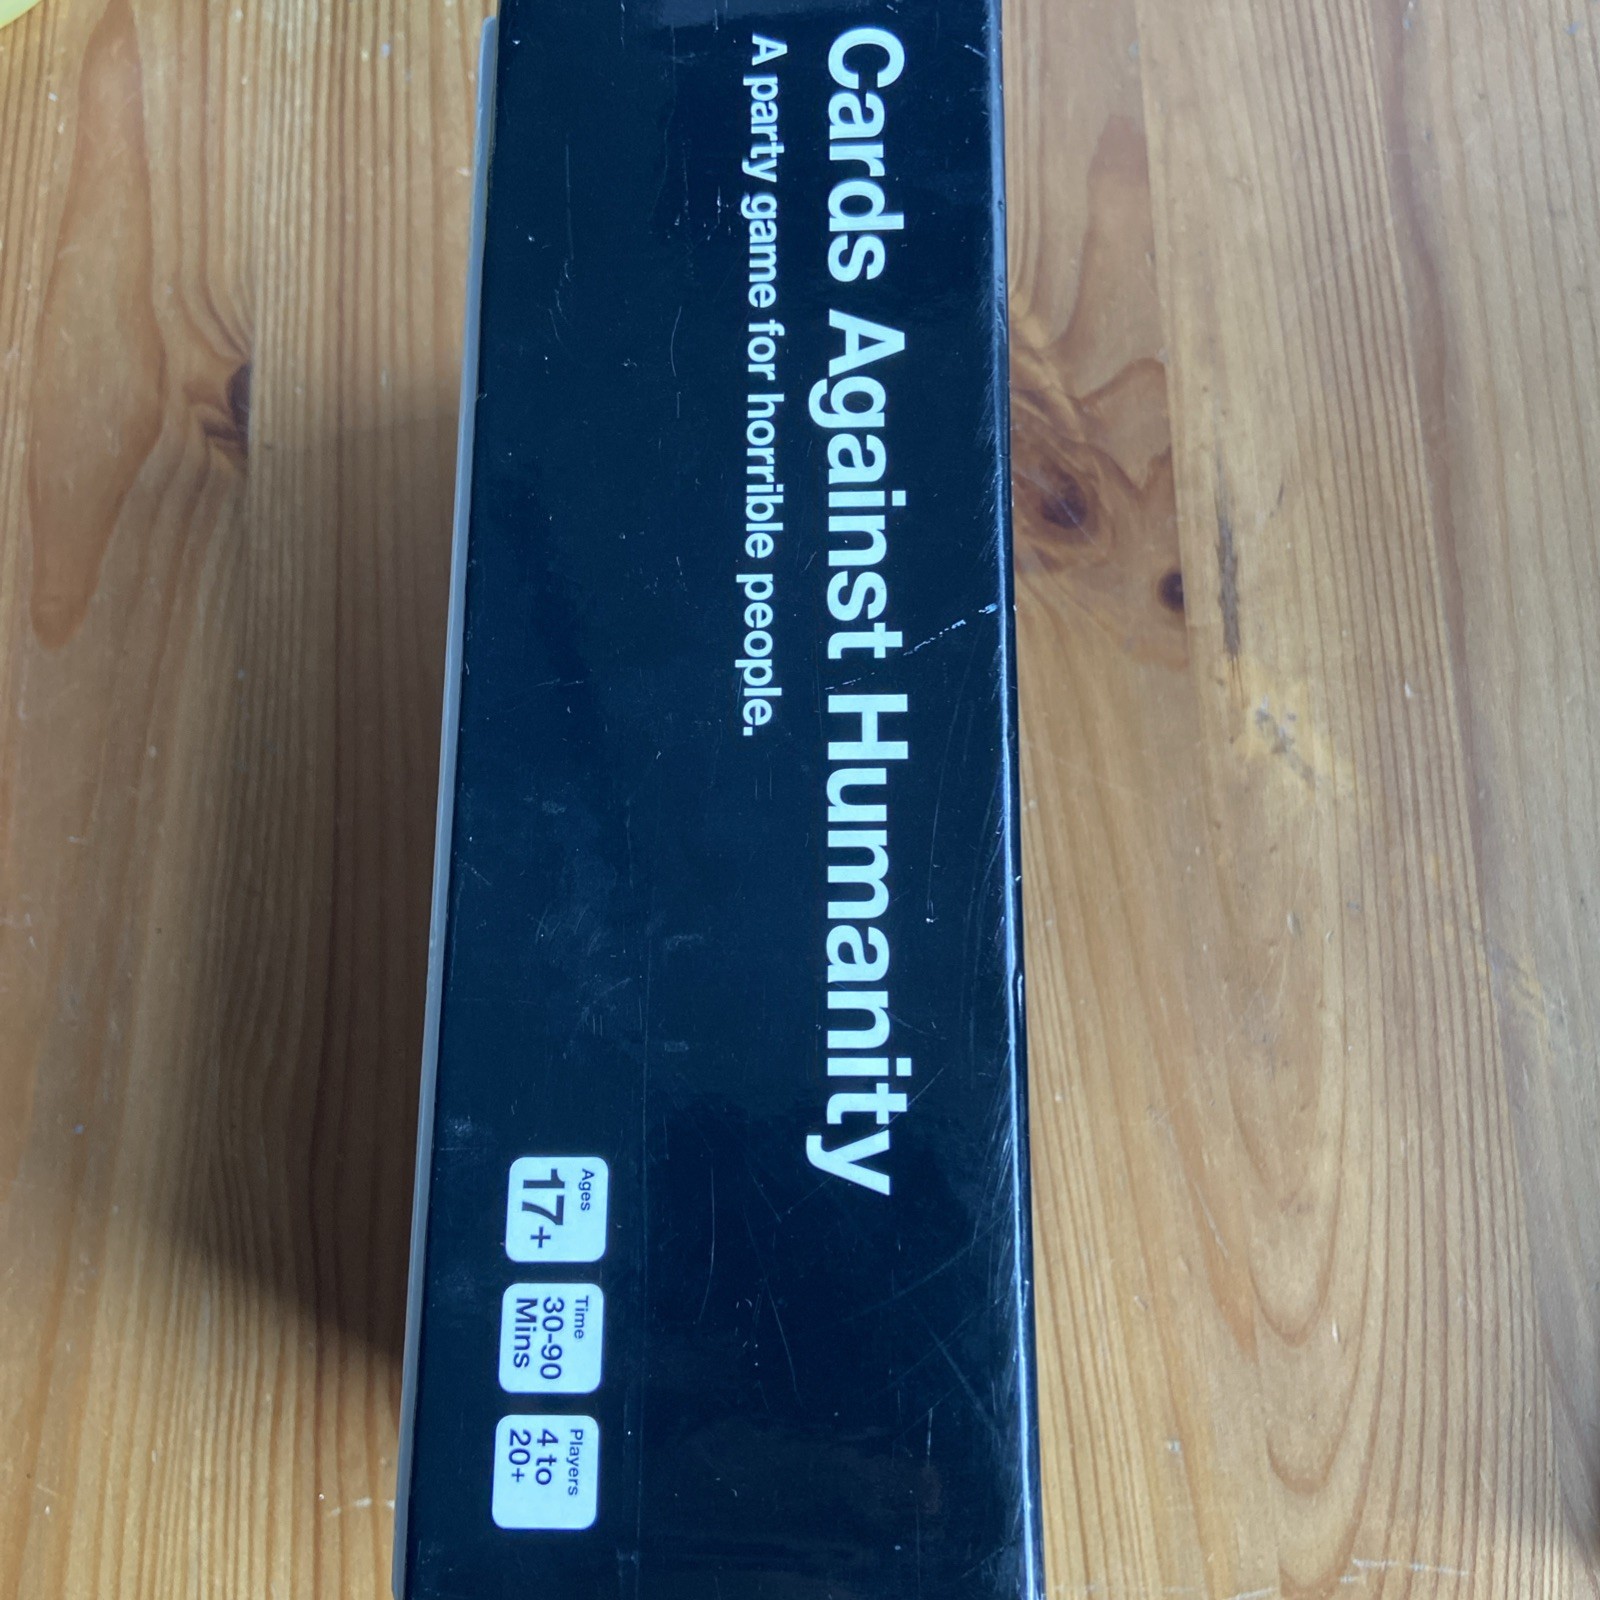 Cards Against Humanity
A party game for horrible people.
Ages
17+
Time
30-90
Mins
Players
4 to
20+